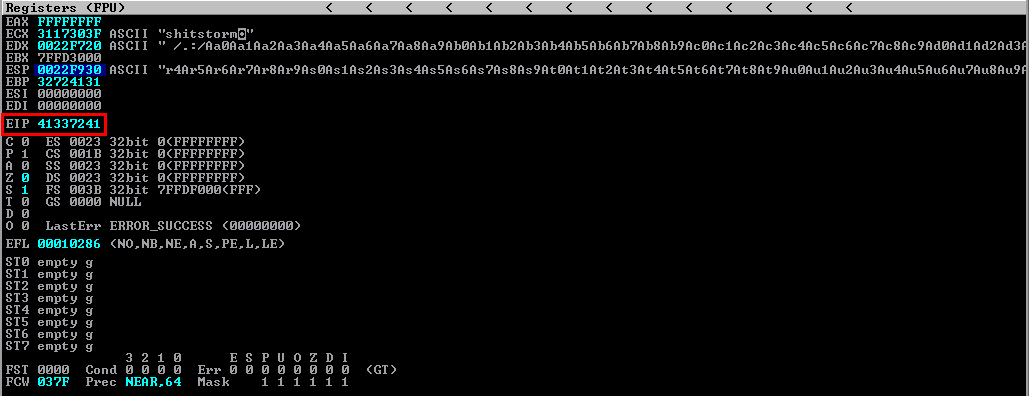 Registers (FPU) < < < < < < < < < < < < < <
EAX FFFFFFFF
ECX 3117303F ASCII "shitstorm◘"
EDX 0022F720 ASCII " /.:/Aa0Aa1Aa2Aa3Aa4Aa5Aa6Aa7Aa8Aa9Ab0Ab1Ab2Ab3Ab4Ab5Ab6Ab7Ab8Ab9Ac0Ac1Ac2Ac3Ac4Ac5Ac6Ac7Ac8Ac9Ad0Ad1Ad2Ad3A
EBX 7FFD3000
ESP 0022F930 ASCII "r4Ar5Ar6Ar7Ar8Ar9As0As1As2As3As4As5As6As7As8As9At0At1At2At3At4At5At6At7At8At9Au0Au1Au2Au3Au4Au5Au6Au7Au8Au9A
EBP 32724131
ESI 00000000
EDI 00000000
EIP 41337241
C 0 ES 0023 32bit 0(FFFFFFFF)
P 1 CS 001B 32bit 0(FFFFFFFF)
A 0 SS 0023 32bit 0(FFFFFFFF)
Z 0 DS 0023 32bit 0(FFFFFFFF)
S 1 FS 003B 32bit 7FFDF000(FFF)
T 0 GS 0000 NULL
D 0
O 0 LastErr ERROR_SUCCESS (00000000)
EFL 00010286 (NO,NB,NE,A,S,PE,L,LE)
ST0 empty g
ST1 empty g
ST2 empty g
ST3 empty g
ST4 empty g
ST5 empty g
ST6 empty g
ST7 empty g
3 2 1 0 E S P U O Z D I
FST 0000 Cond 0 0 0 0 Err 0 0 0 0 0 0 0 0 (GT)
FCW 037F Prec NEAR,64 Mask 1 1 1 1 1 1